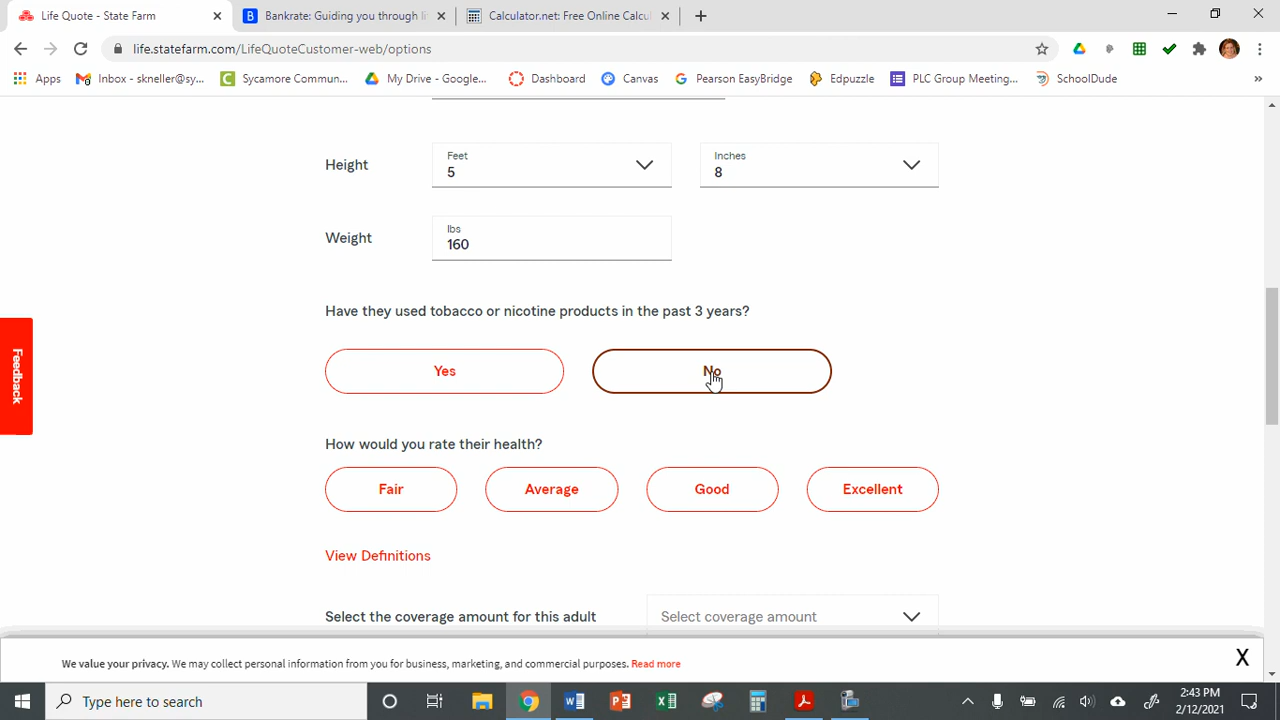 Life Quote - State Farm
Bankrate: Guiding you through li
Calculator.net: Free Online Calcu
life.statefarm.com/LifeQuoteCustomer-web/options
Apps
Inbox - skneller@sy...
Sycamore Commun...
My Drive - Google...
Dashboard
Canvas
Pearson EasyBridge
Edpuzzle
PLC Group Meeting...
SchoolDude
»
Height
Feet
5
Inches
8
Weight
lbs
160
Have they used tobacco or nicotine products in the past 3 years?
Yes
No
Feedback
How would you rate their health?
Fair
Average
Good
Excellent
View Definitions
Select the coverage amount for this adult
Select coverage amount
We value your privacy. We may collect personal information from you for business, marketing, and commercial purposes. Read more
X
Type here to search
2:43 PM
2/12/2021